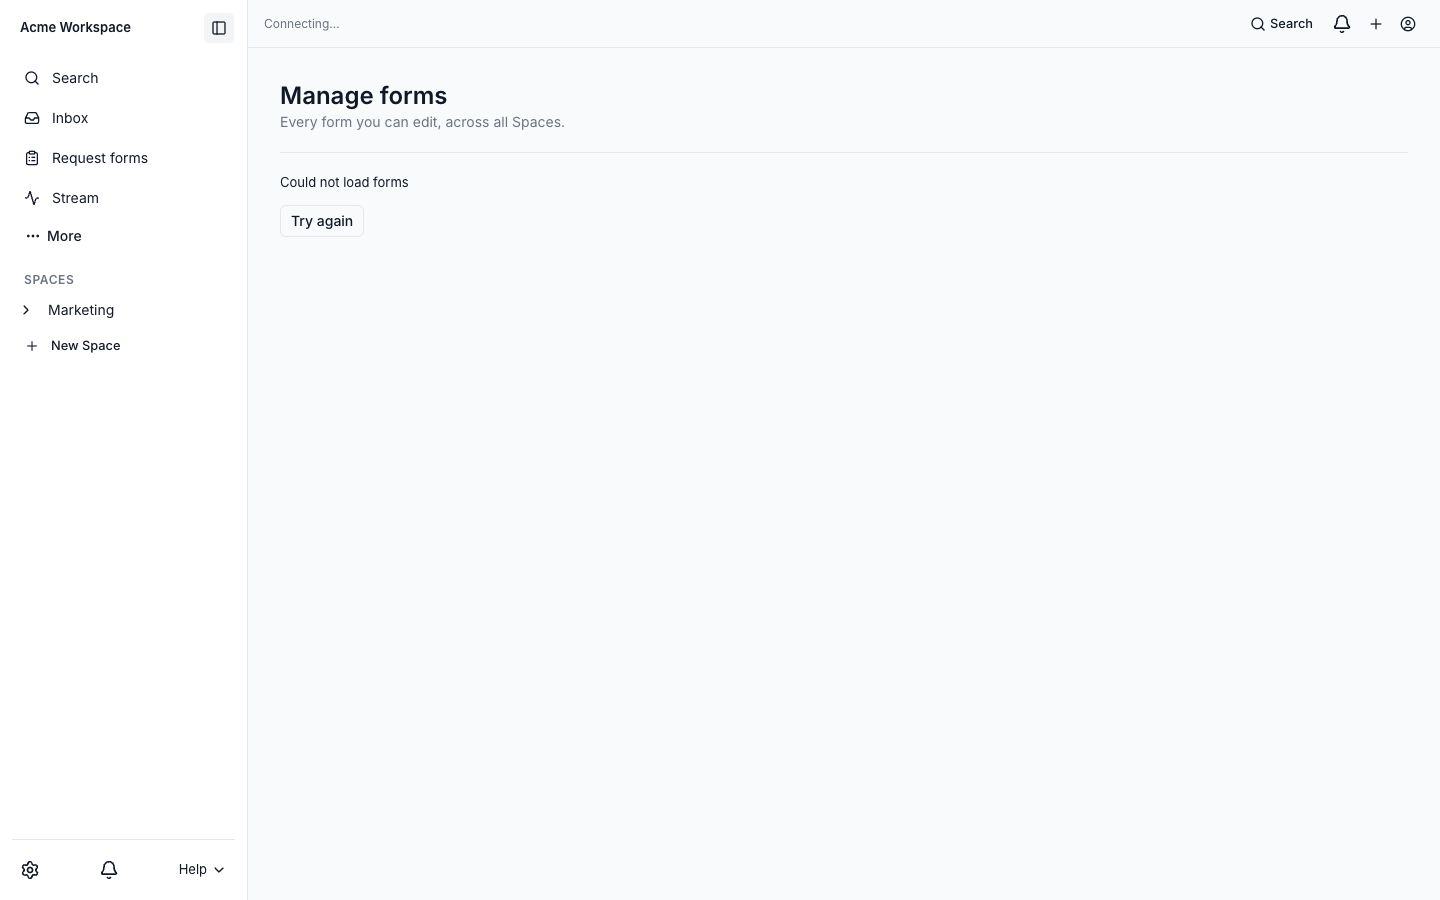 Acme Workspace
Search
Inbox
Request forms
Stream
More
SPACES
Marketing
New Space
Help
Connecting...
Search
Manage forms
Every form you can edit, across all Spaces.
Could not load forms
Try again